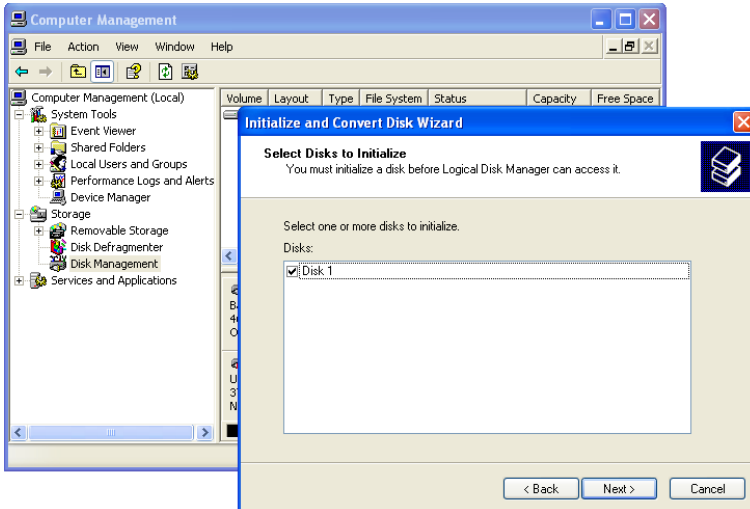 Computer Management
File Action View Window Help
Computer Management (Local)
System Tools
Event Viewer
Shared Folders
Local Users and Groups
Performance Logs and Alerts
Device Manager
Storage
Removable Storage
Disk Defragmenter
Disk Management
Services and Applications
Volume Layout Type File System Status Capacity Free Space
Initialize and Convert Disk Wizard
Select Disks to Initialize
You must initialize a disk before Logical Disk Manager can access it.
Select one or more disks to initialize.
Disks:
Disk 1
< Back Next > Cancel